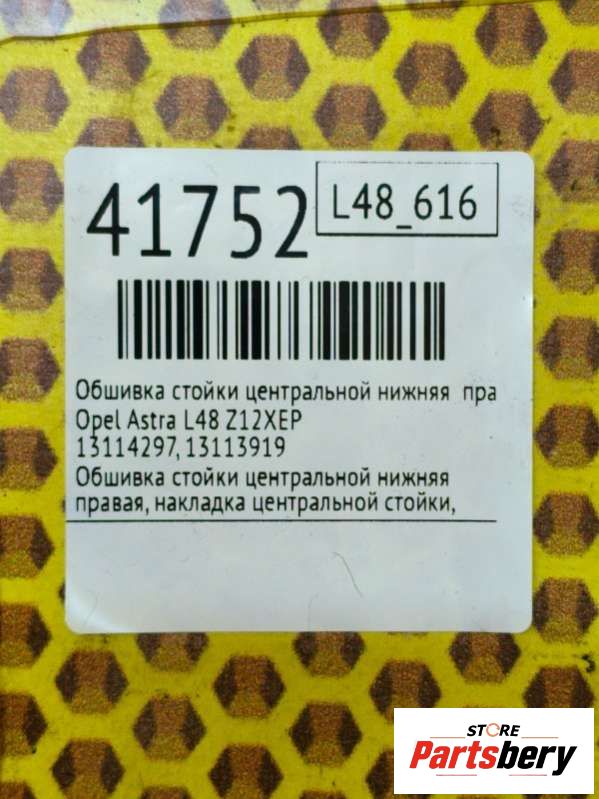 41752
L48_616
Обшивка стойки центральной нижняя пра
Opel Astra L48 Z12XEP
13114297, 13113919
Обшивка стойки центральной нижняя
правая, накладка центральной стойки,
STORE
Partsbery